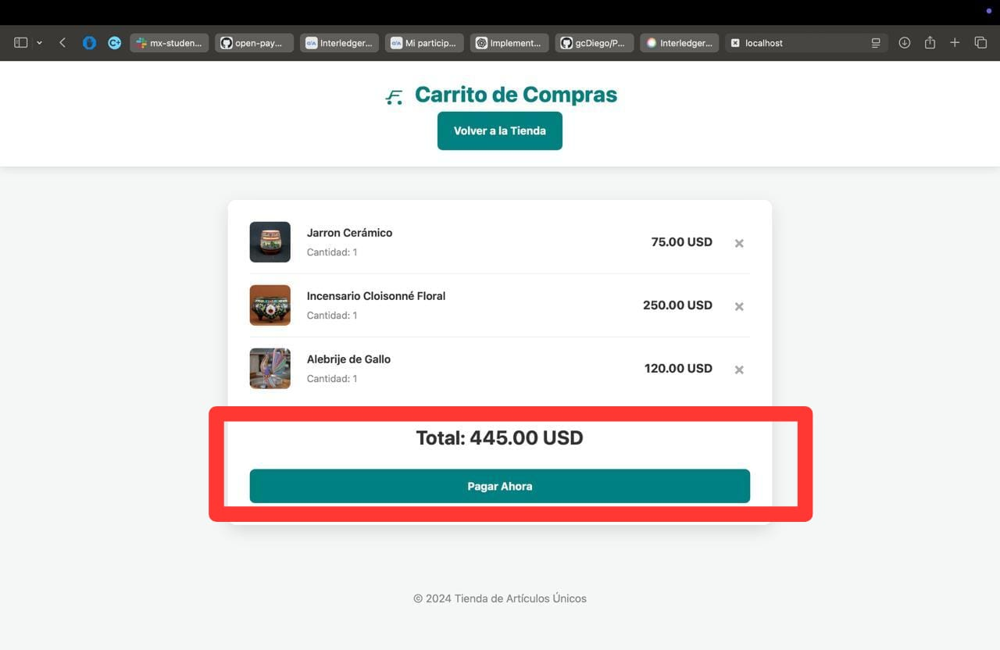 mx-studen...
open-pay...
Interledger...
Mi particip...
Implement...
gcDiego/P...
Interledger...
localhost
Carrito de Compras
Volver a la Tienda
Jarron Cerámico
Cantidad: 1
75.00 USD
Incensario Cloisonné Floral
Cantidad: 1
250.00 USD
Alebrije de Gallo
Cantidad: 1
120.00 USD
Total: 445.00 USD
Pagar Ahora
© 2024 Tienda de Artículos Únicos